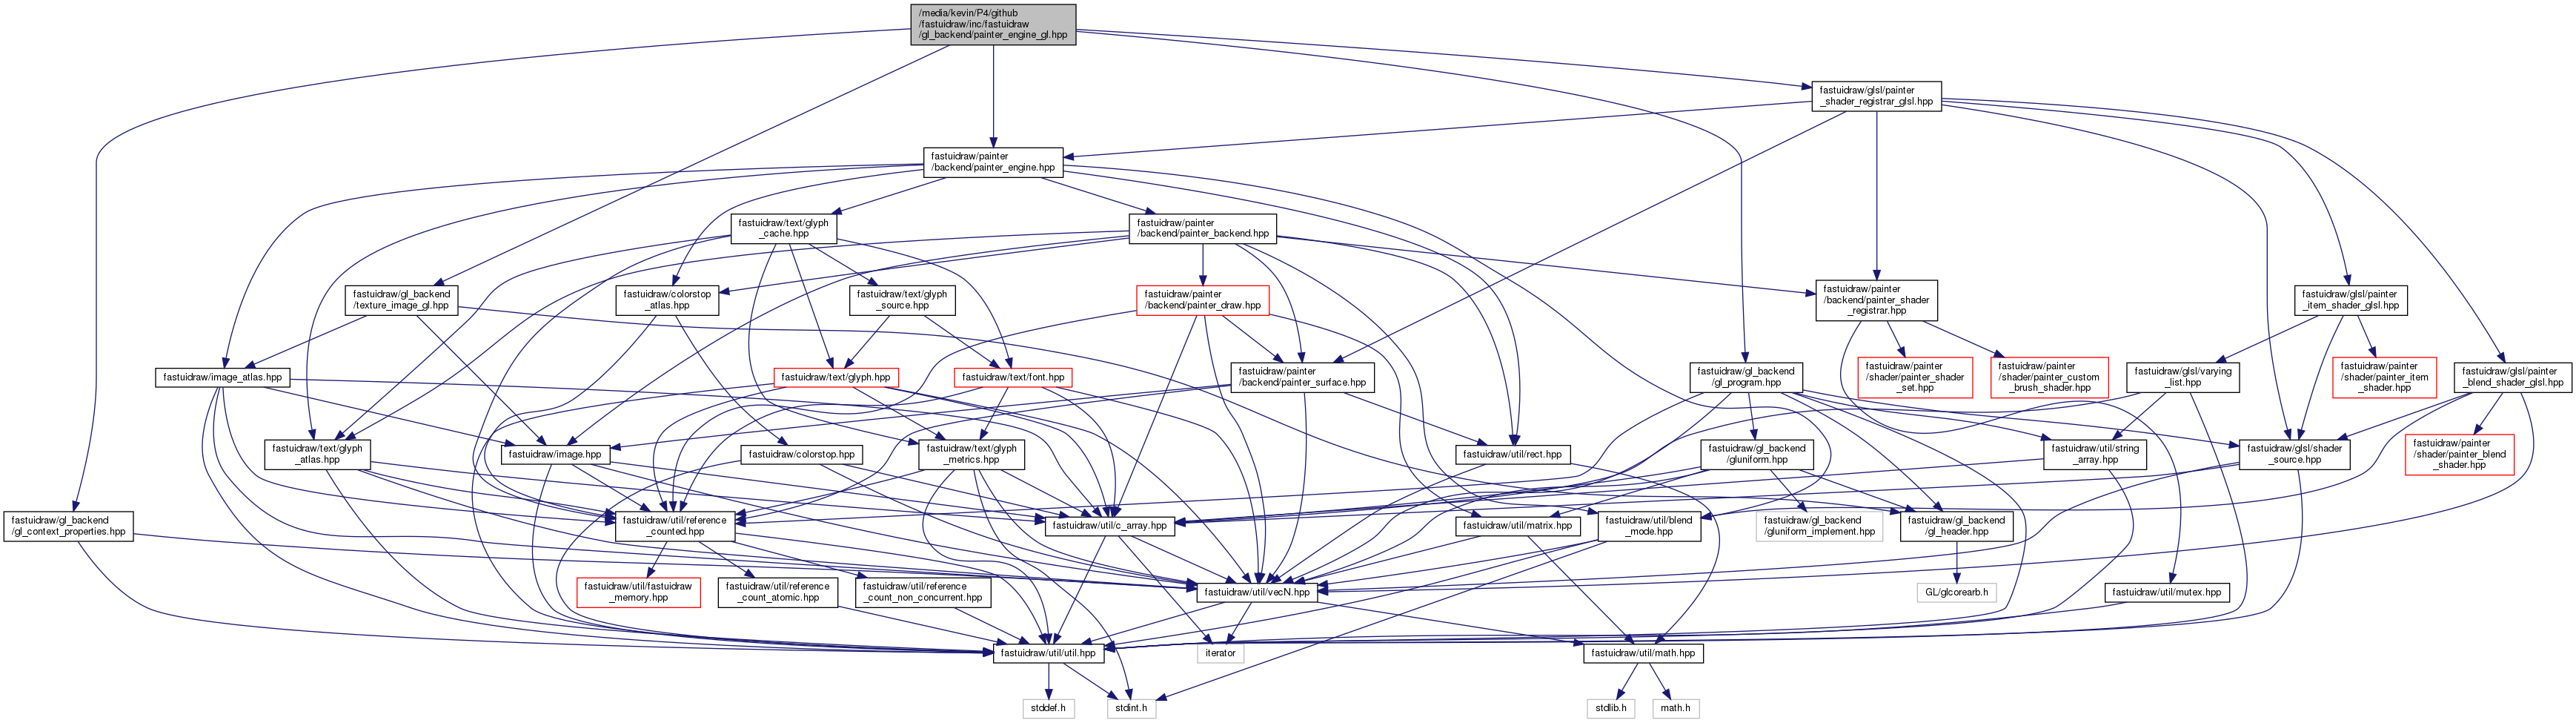 /media/kevin/P4/github
/fastuidraw/inc/fastuidraw
/gl_backend/painter_engine_gl.hpp
fastuidraw/glsl/painter
_shader_registrar_glsl.hpp
fastuidraw/painter
/backend/painter_engine.hpp
fastuidraw/text/glyph
_cache.hpp
fastuidraw/painter
/backend/painter_backend.hpp
fastuidraw/gl_backend
/texture_image_gl.hpp
fastuidraw/colorstop
_atlas.hpp
fastuidraw/text/glyph
_source.hpp
fastuidraw/painter
/backend/painter_draw.hpp
fastuidraw/painter
/backend/painter_shader
_registrar.hpp
fastuidraw/glsl/painter
_item_shader_glsl.hpp
fastuidraw/image_atlas.hpp
fastuidraw/text/glyph.hpp
fastuidraw/text/font.hpp
fastuidraw/painter
/backend/painter_surface.hpp
fastuidraw/gl_backend
/gl_program.hpp
fastuidraw/painter
/shader/painter_shader
_set.hpp
fastuidraw/painter
/shader/painter_custom
_brush_shader.hpp
fastuidraw/glsl/varying
_list.hpp
fastuidraw/painter
/shader/painter_item
_shader.hpp
fastuidraw/glsl/painter
_blend_shader_glsl.hpp
fastuidraw/text/glyph
_atlas.hpp
fastuidraw/image.hpp
fastuidraw/colorstop.hpp
fastuidraw/text/glyph
_metrics.hpp
fastuidraw/util/rect.hpp
fastuidraw/gl_backend
/gluniform.hpp
fastuidraw/util/string
_array.hpp
fastuidraw/glsl/shader
_source.hpp
fastuidraw/painter
/shader/painter_blend
_shader.hpp
fastuidraw/gl_backend
/gl_context_properties.hpp
fastuidraw/util/reference
_counted.hpp
fastuidraw/util/c_array.hpp
fastuidraw/util/matrix.hpp
fastuidraw/util/blend
_mode.hpp
fastuidraw/gl_backend
/gluniform_implement.hpp
fastuidraw/gl_backend
/gl_header.hpp
fastuidraw/util/fastuidraw
_memory.hpp
fastuidraw/util/reference
_count_atomic.hpp
fastuidraw/util/reference
_count_non_concurrent.hpp
fastuidraw/util/vecN.hpp
GL/glcorearb.h
fastuidraw/util/mutex.hpp
fastuidraw/util/util.hpp
iterator
fastuidraw/util/math.hpp
stddef.h
stdint.h
stdlib.h
math.h